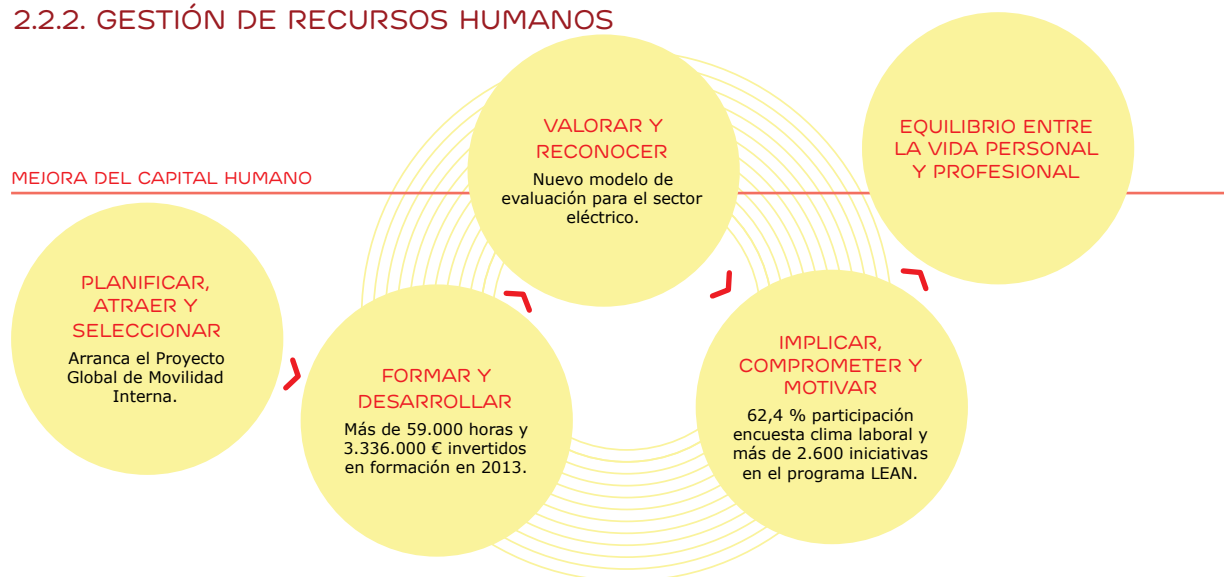 2.2.2. GESTIÓN DE RECURSOS HUMANOS
MEJORA DEL CAPITAL HUMANO
PLANIFICAR,
ATRAER Y
SELECCIONAR
Arranca el Proyecto
Global de Movilidad
Interna.
FORMAR Y
DESARROLLAR
Más de 59.000 horas y
3.336.000 € invertidos
en formación en 2013.
VALORAR Y
RECONOCER
Nuevo modelo de
evaluación para el sector
eléctrico.
IMPLICAR,
COMPROMETER Y
MOTIVAR
62,4 % participación
encuesta clima laboral y
más de 2.600 iniciativas
en el programa LEAN.
EQUILIBRIO ENTRE
LA VIDA PERSONAL
Y PROFESIONAL